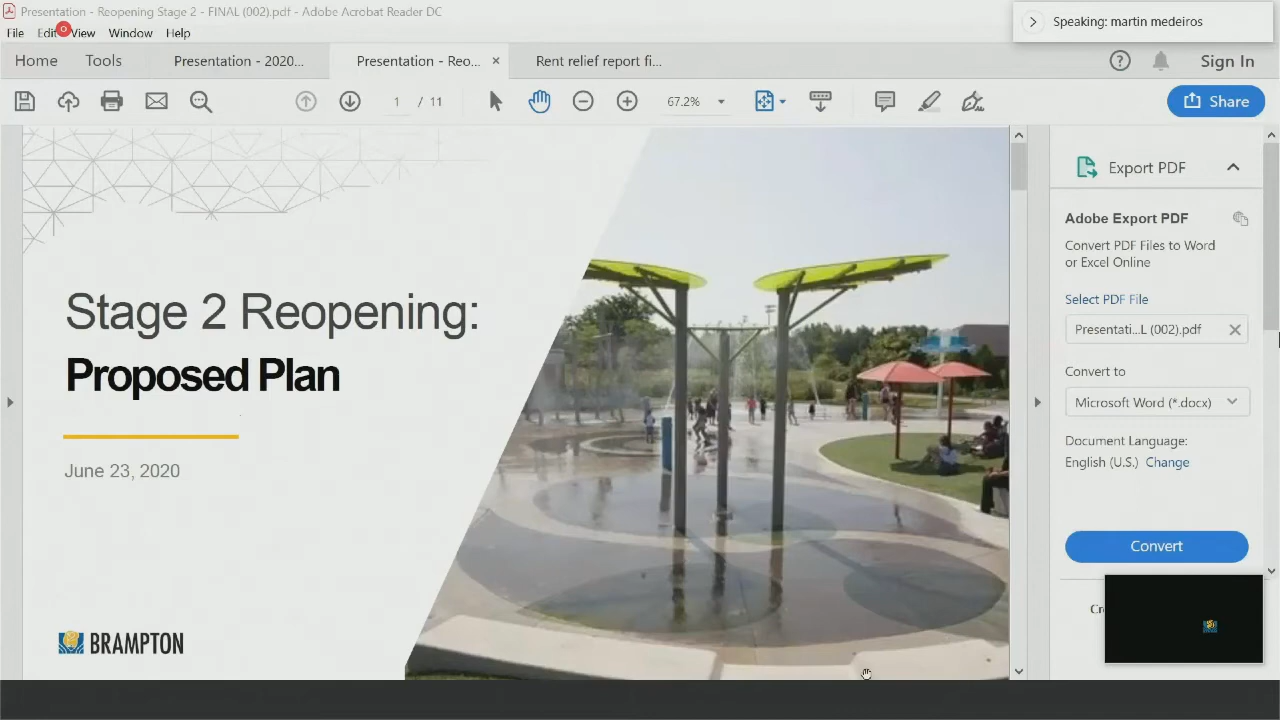 Presentation - Reopening Stage 2 - FINAL (002).pdf - Adobe Acrobat Reader DC
Speaking: martin medeiros
File Edit View Window Help
Home Tools Presentation - 2020... Presentation - Reo... × Rent relief report fi... Sign In
1 / 11 67.2% Share
Stage 2 Reopening:
Proposed Plan
June 23, 2020
BRAMPTON
Export PDF
Adobe Export PDF
Convert PDF Files to Word
or Excel Online
Select PDF File
Presentati...L (002).pdf
Convert to
Microsoft Word (*.docx)
Document Language:
English (U.S.) Change
Convert